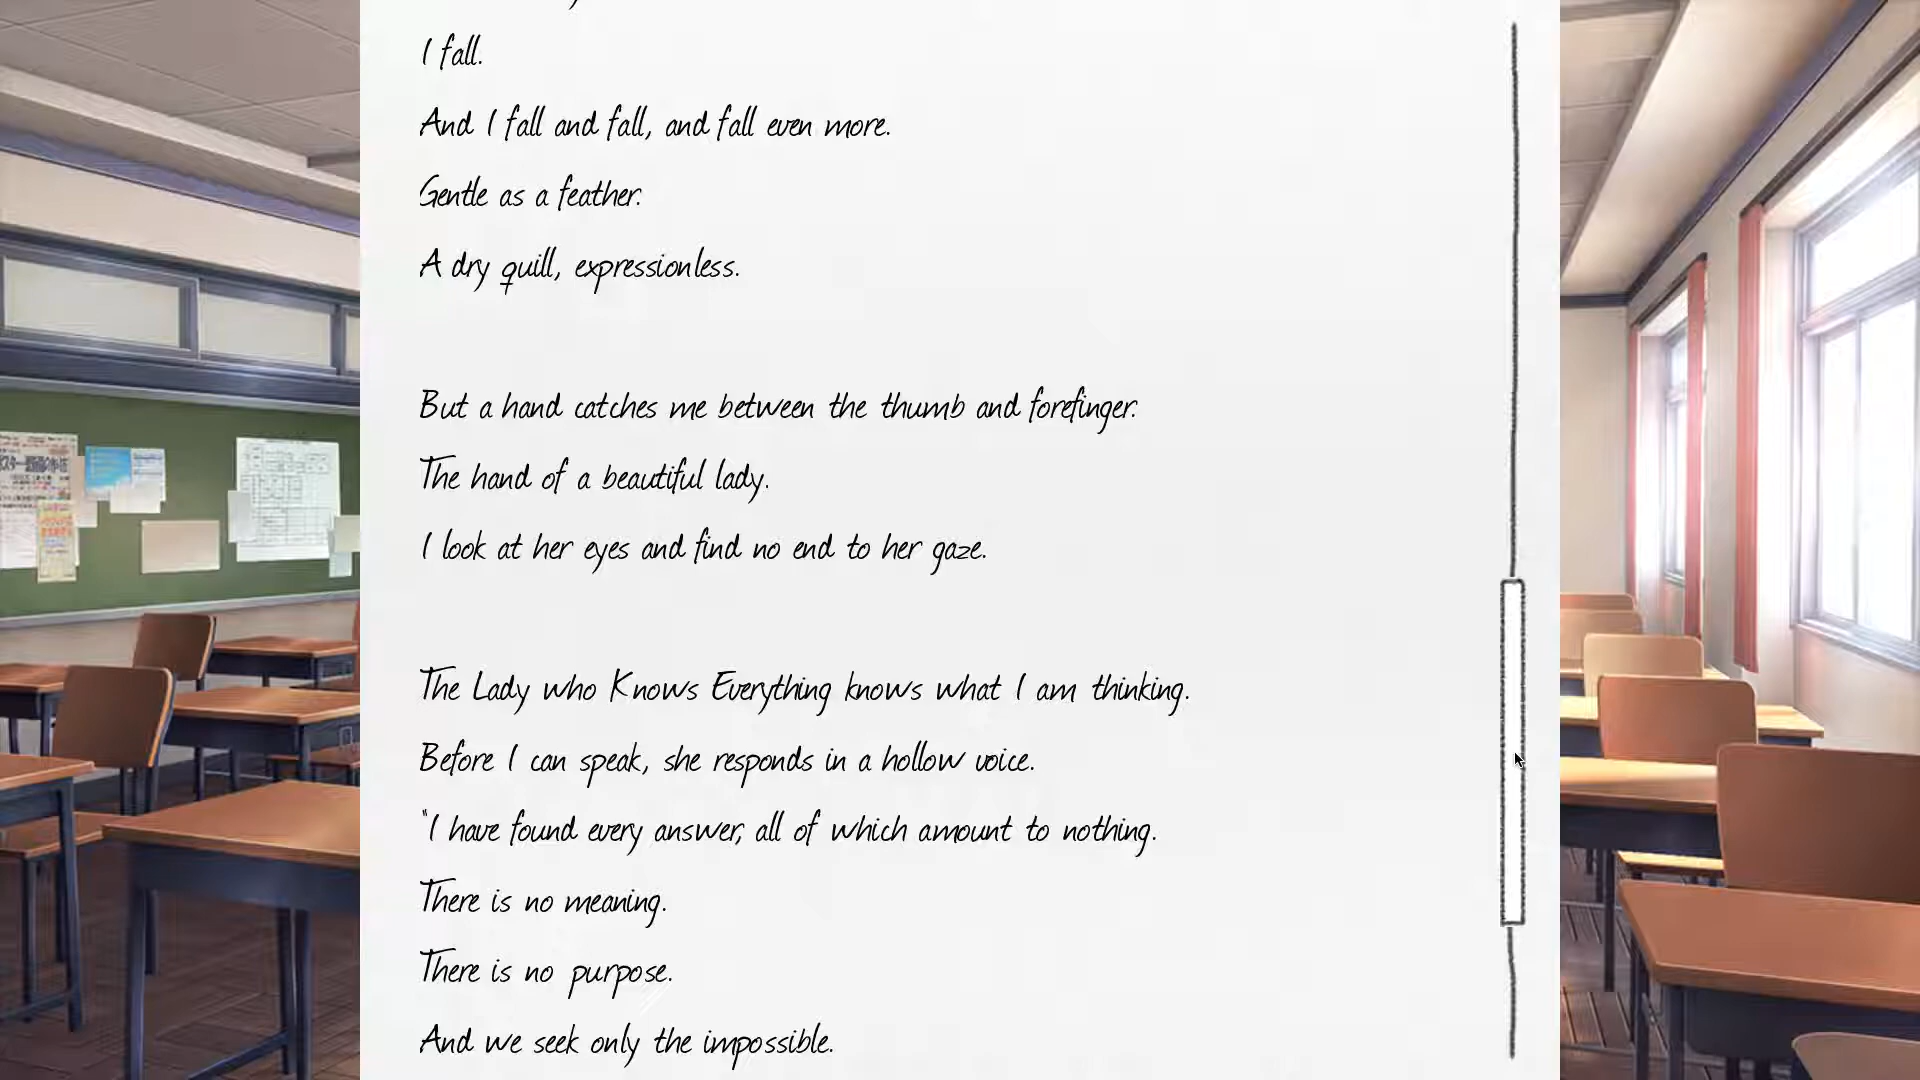 I fall.
And I fall and fall, and fall even more.
Gentle as a feather.
A dry quill, expressionless.
But a hand catches me between the thumb and forefinger.
The hand of a beautiful lady.
I look at her eyes and find no end to her gaze.
The Lady who Knows Everything knows what I am thinking.
Before I can speak, she responds in a hollow voice.
"I have found every answer, all of which amount to nothing.
There is no meaning.
There is no purpose.
And we seek only the impossible.